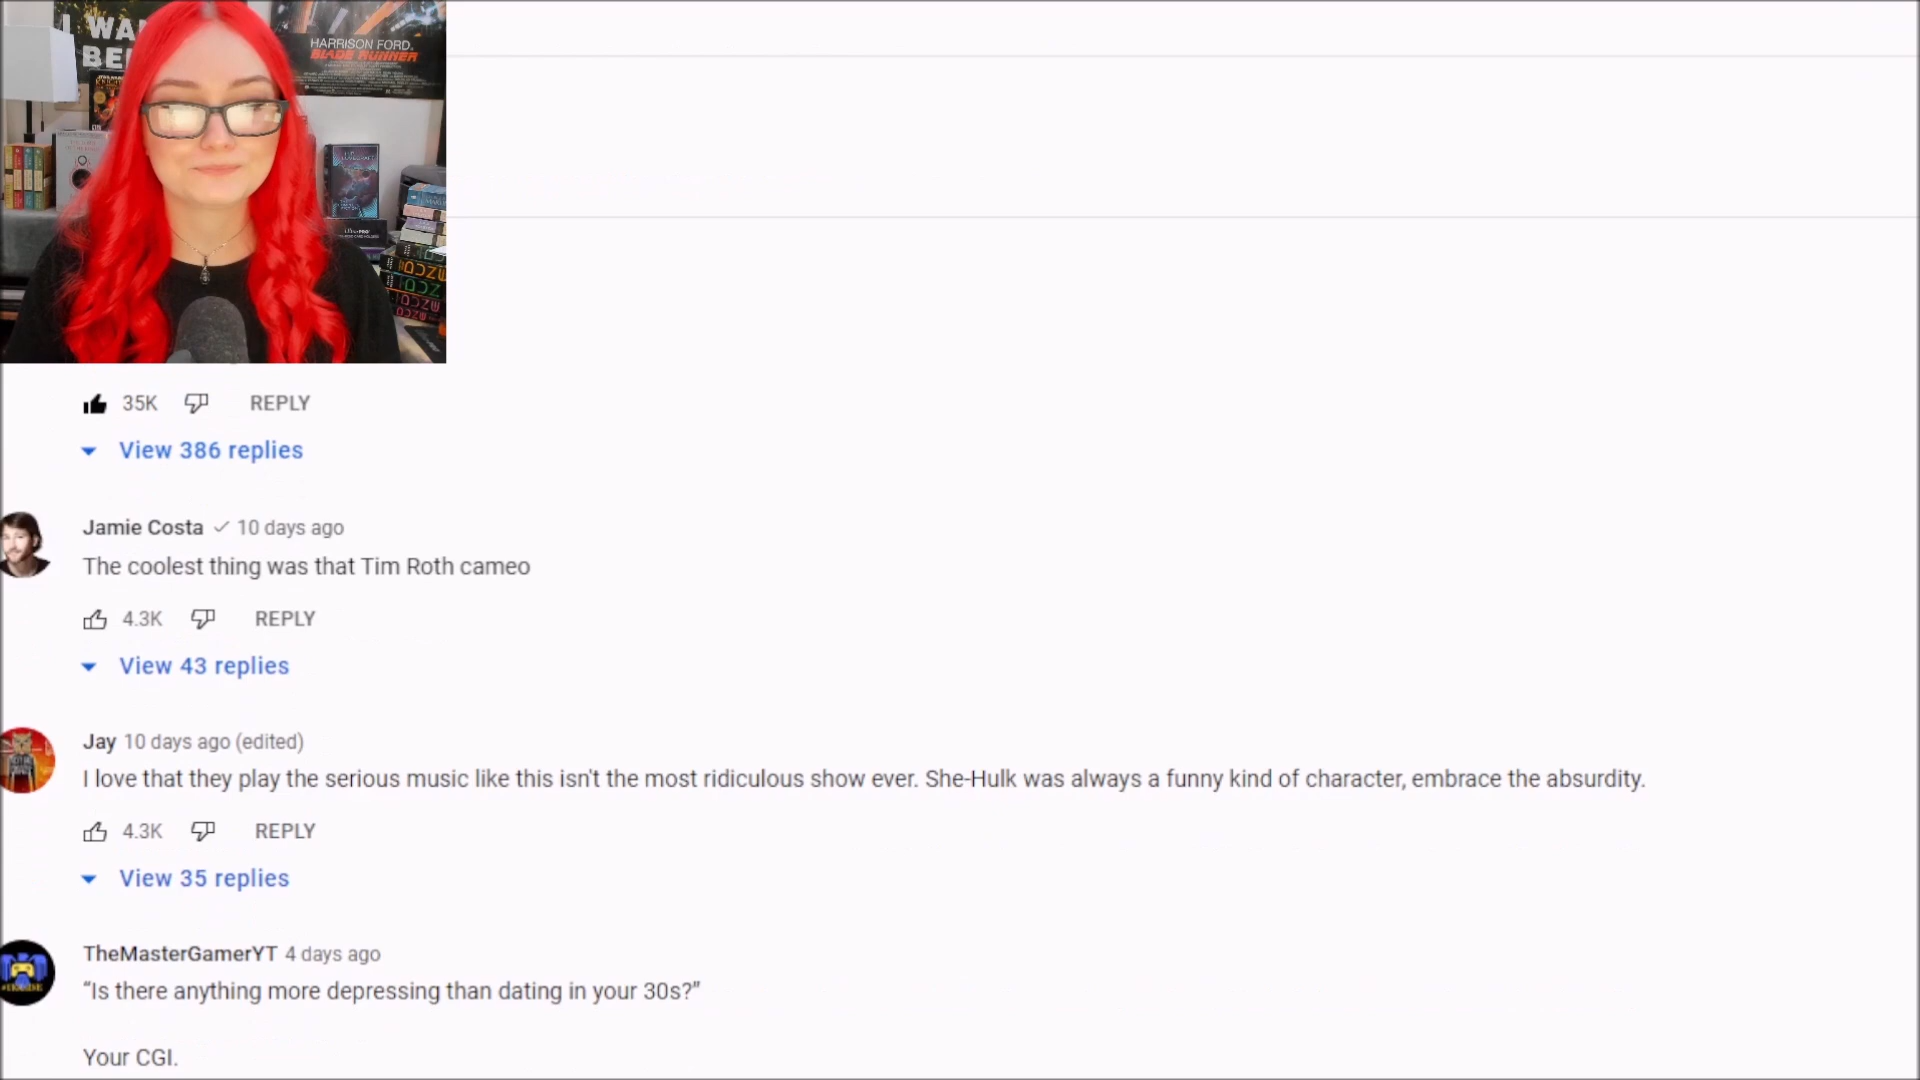 I WA
BE
HARRISON FORD.
BLADE RUNNER
35K REPLY
View 386 replies
Jamie Costa 10 days ago
The coolest thing was that Tim Roth cameo
4.3K REPLY
View 43 replies
Jay 10 days ago (edited)
I love that they play the serious music like this isn't the most ridiculous show ever. She-Hulk was always a funny kind of character, embrace the absurdity.
4.3K REPLY
View 35 replies
TheMasterGamerYT 4 days ago
“Is there anything more depressing than dating in your 30s?”
Your CGI.